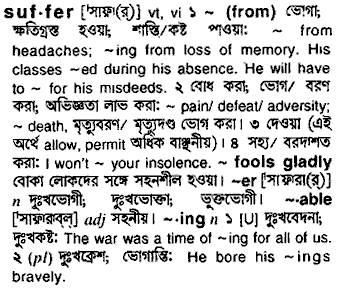 suf·fer ['সাফ়া(র্)] vt, vi ১ ~ (from) ভোগা;
ক্ষতিগ্রস্ত হওয়া; শাস্তি/কষ্ট পাওয়া: ~ from
headaches; ~ing from loss of memory. His
classes ~ed during his absence. He will have
to ~ for his misdeeds. ২ বোধ করা; ভোগ/ বরণ
করা; অভিজ্ঞতা লাভ করা: ~ pain/ defeat/ adversity;
~ death, মৃত্যুবরণ/ মৃত্যুদণ্ড ভোগ করা। ৩ দেওয়া (এই
অর্থে allow, permit অধিক বাঞ্ছনীয়)। ৪ সহ্য/ বরদাশত
করা: I won't ~ your insolence. ~ fools gladly
বোকা লোকদের সঙ্গে সহনশীল হওয়া। ~er ['সাফ়ারা(র্)]
n দুঃখভোগী; দুঃখভোক্তা; ভুক্তভোগী। ~·able
['সাফ়ারাব্‌ল্] adj সহনীয়। ~·ing n ১ [U] দুঃখবেদনা;
দুঃখকষ্ট: The war was a time of ~ing for all of us.
২ (pl) দুঃখক্লেশ; ভোগান্তি: He bore his ~ings
bravely.